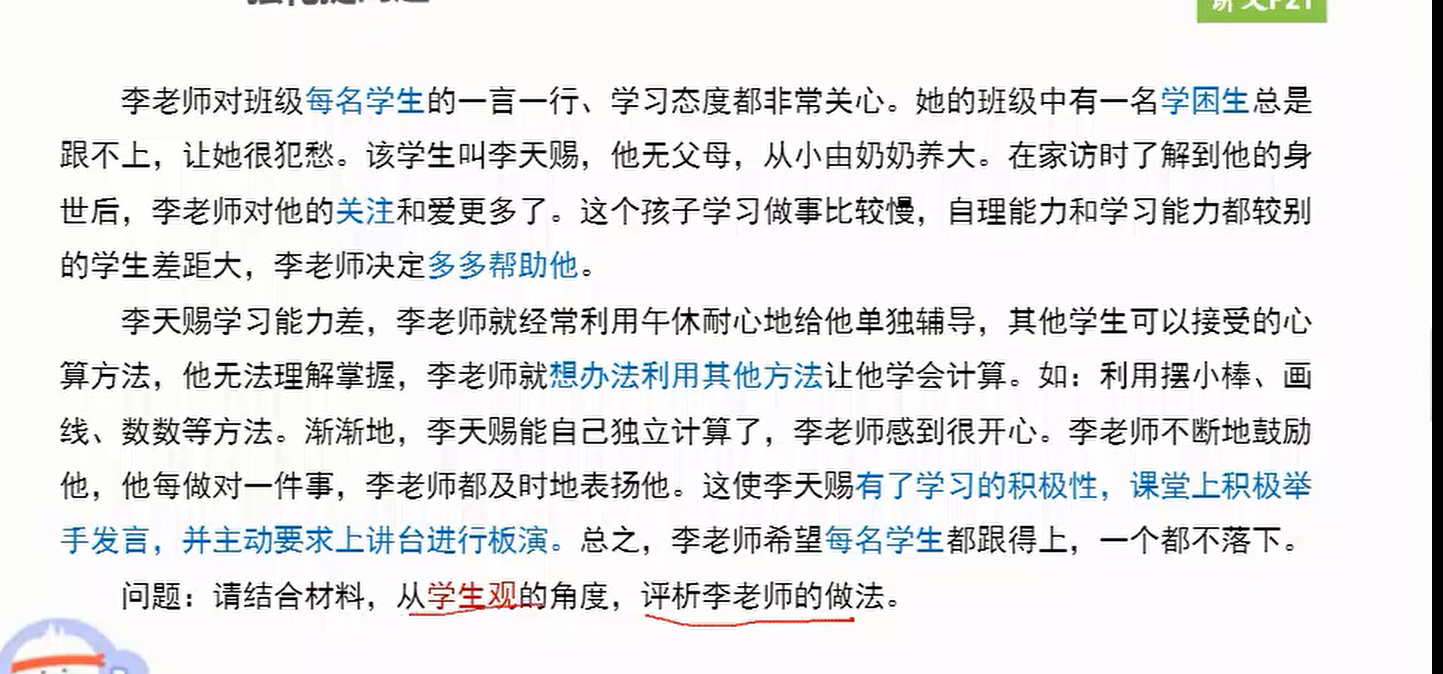 李老师对班级每名学生的一言一行、学习态度都非常关心。她的班级中有一名学困生总是
跟不上，让她很犯愁。该学生叫李天赐，他无父母，从小由奶奶养大。在家访时了解到他的身
世后，李老师对他的关注和爱更多了。这个孩子学习做事比较慢，自理能力和学习能力都较别
的学生差距大，李老师决定多多帮助他。
李天赐学习能力差，李老师就经常利用午休耐心地给他单独辅导，其他学生可以接受的心
算方法，他无法理解掌握，李老师就想办法利用其他方法让他学会计算。如：利用摆小棒、画
线、数数等方法。渐渐地，李天赐能自己独立计算了，李老师感到很开心。李老师不断地鼓励
他，他每做对一件事，李老师都及时地表扬他。这使李天赐有了学习的积极性，课堂上积极举
手发言，并主动要求上讲台进行板演。总之，李老师希望每名学生都跟得上，一个都不落下。
问题：请结合材料，从学生观的角度，评析李老师的做法。